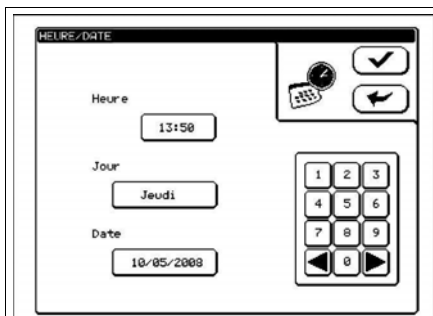 HEURE/DATE
Heure
13:50
Jour
Jeudi
Date
10/05/2008
1 2 3
4 5 6
7 8 9
0